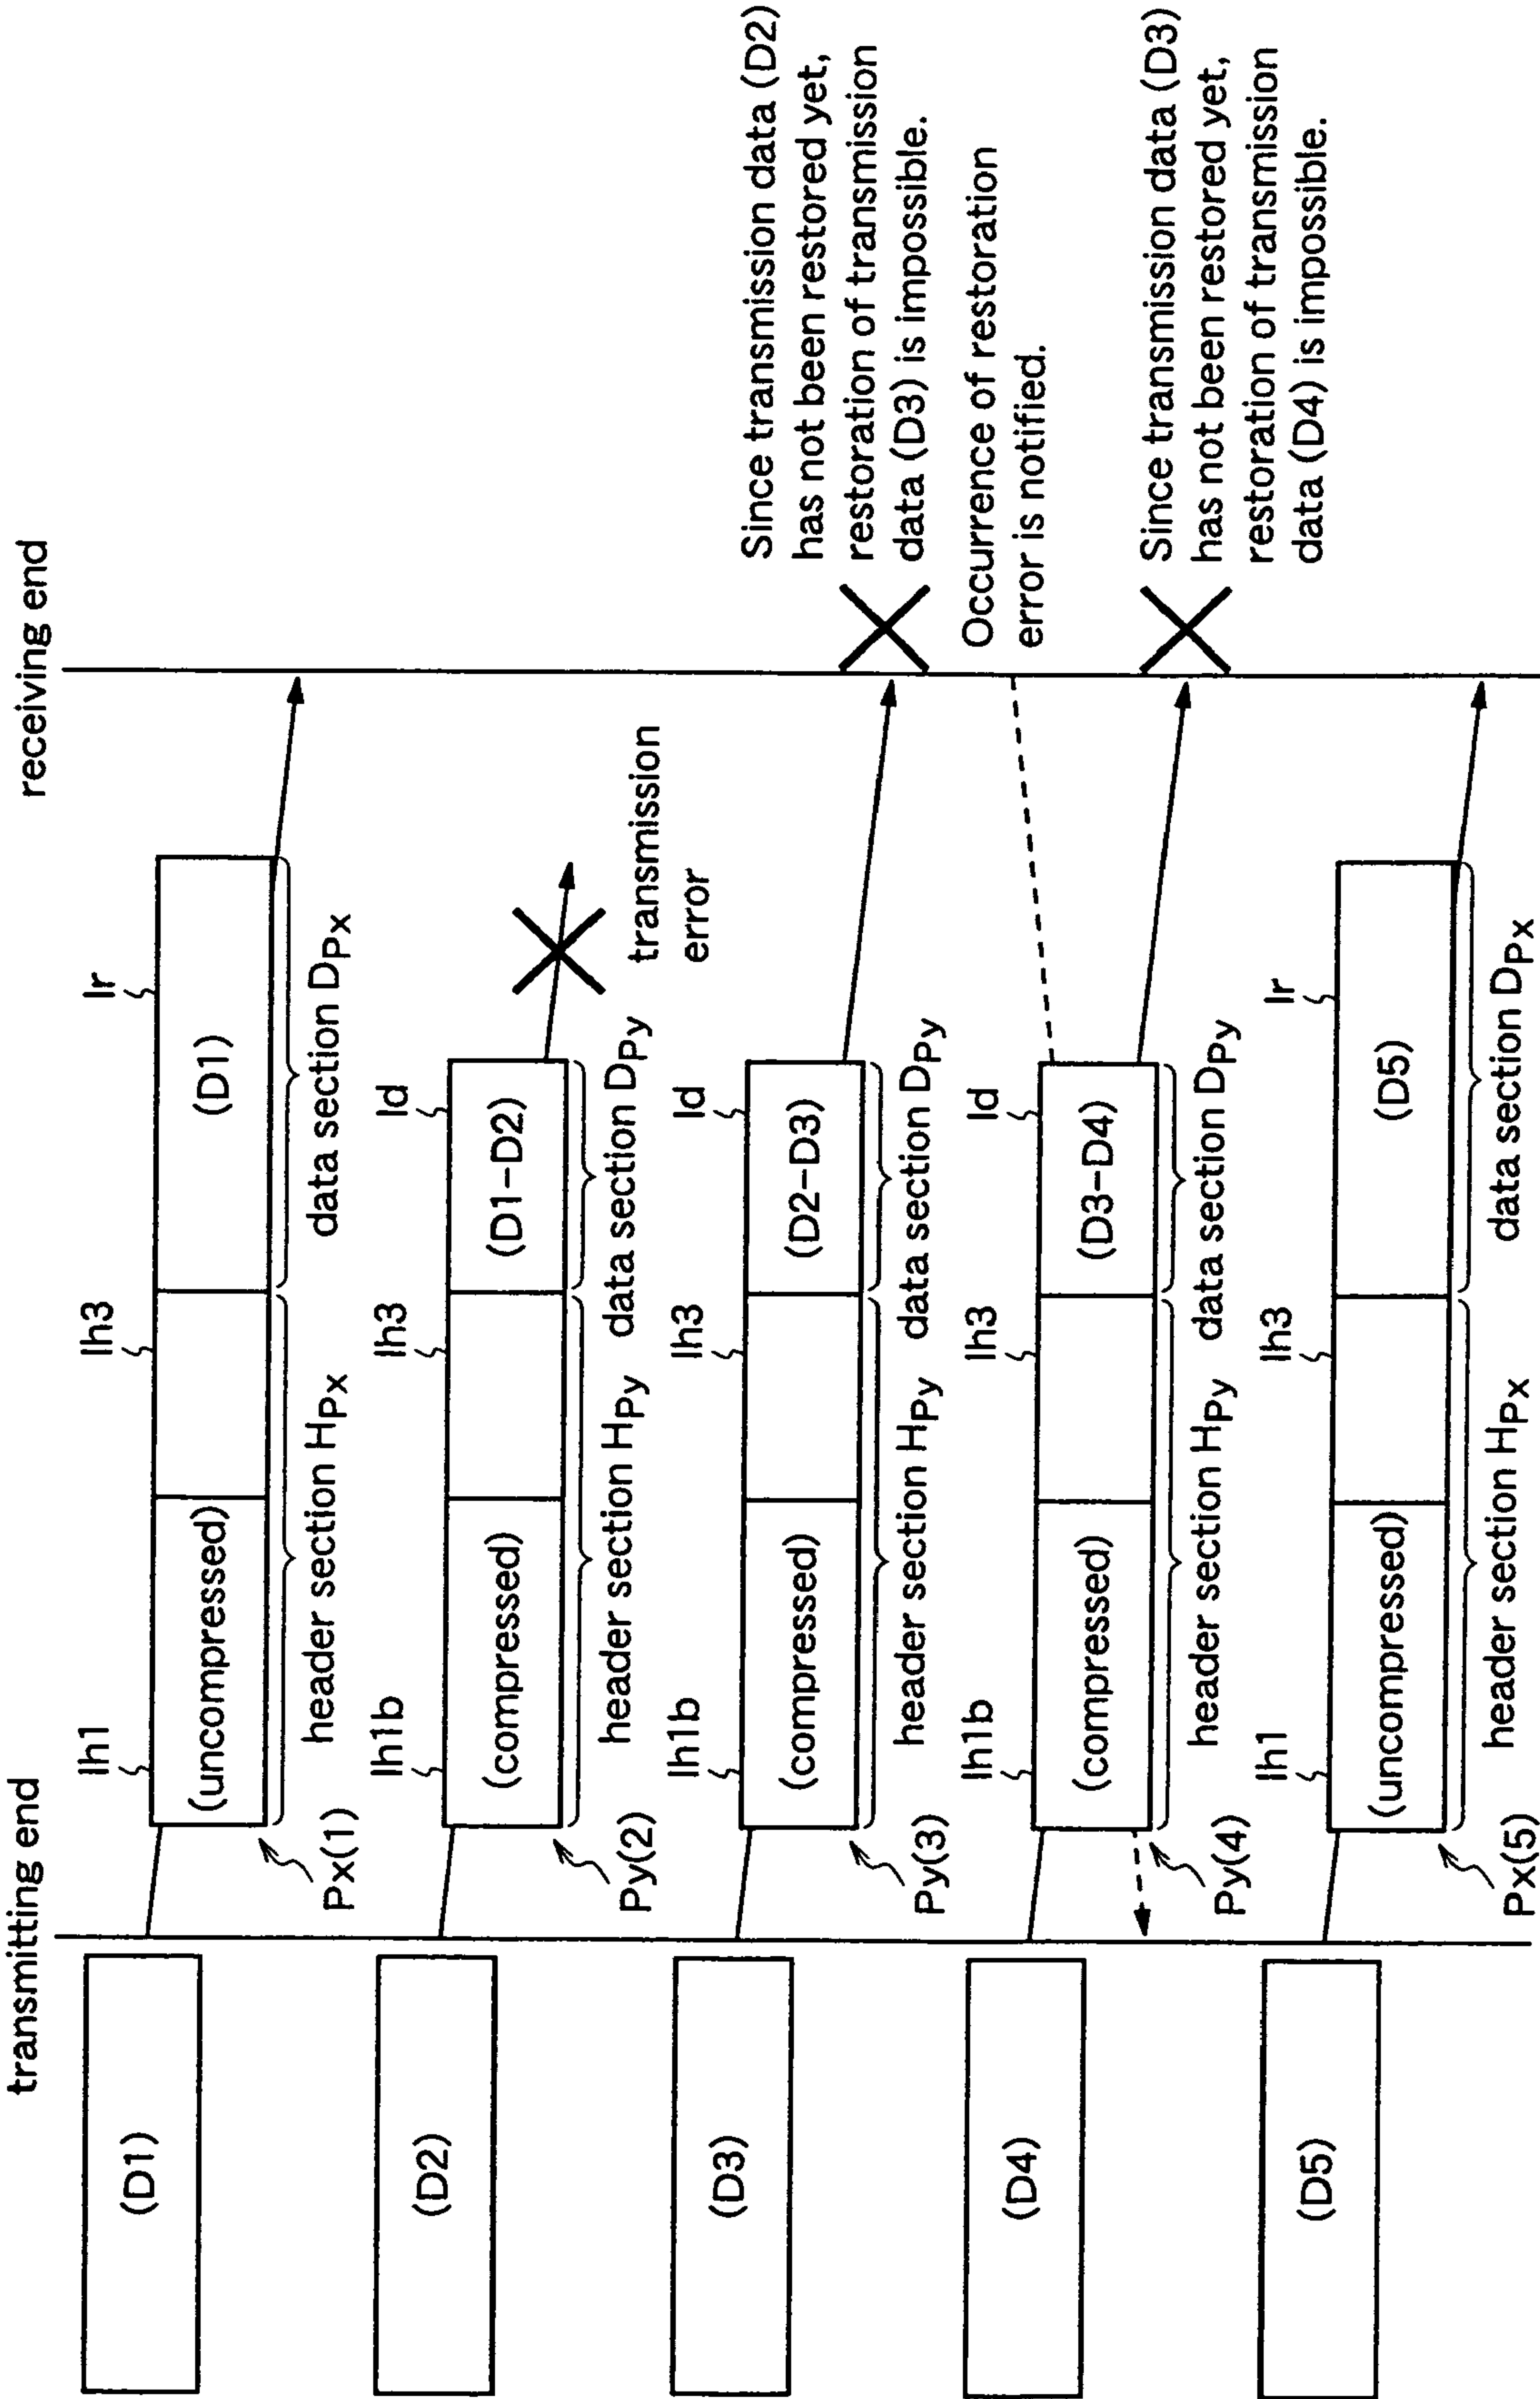 transmitting end
receiving end
(D1)
Px(1)
Ih1
(uncompressed)
Ih3
Ir
(D1)
header section HPx
data section DPx
(D2)
Py(2)
Ih1b
(compressed)
Ih3
Id
(D1-D2)
header section HPy
data section DPy
transmission
error
(D3)
Py(3)
Ih1b
(compressed)
Ih3
Id
(D2-D3)
header section HPy
data section DPy
Since transmission data (D2)
has not been restored yet,
restoration of transmission
data (D3) is impossible.
Occurrence of restoration
error is notified.
(D4)
Py(4)
Ih1b
(compressed)
Ih3
Id
(D3-D4)
header section HPy
data section DPy
Since transmission data (D3)
has not been restored yet,
restoration of transmission
data (D4) is impossible.
(D5)
Px(5)
Ih1
(uncompressed)
Ih3
Ir
(D5)
header section HPx
data section DPx